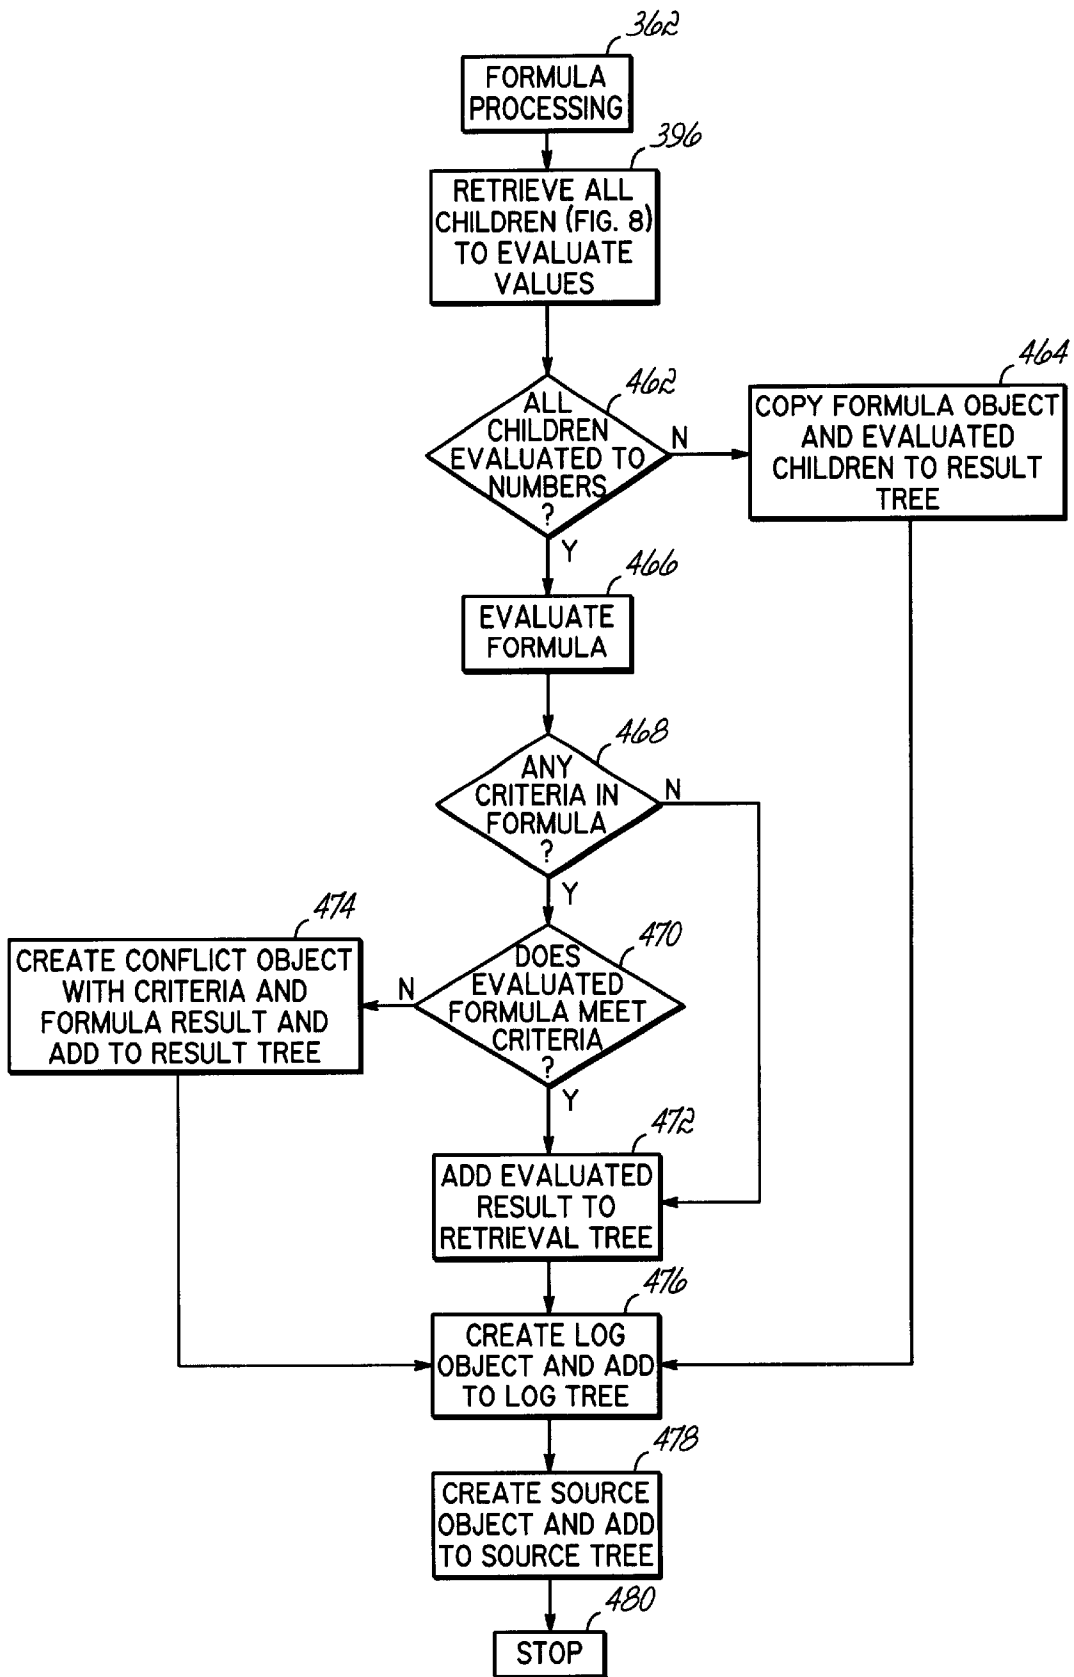 362
FORMULA
PROCESSING
396
RETRIEVE ALL
CHILDREN (FIG. 8)
TO EVALUATE
VALUES
462
ALL
CHILDREN
EVALUATED TO
NUMBERS
?
N
Y
464
COPY FORMULA OBJECT
AND EVALUATED
CHILDREN TO RESULT
TREE
466
EVALUATE
FORMULA
468
ANY
CRITERIA IN
FORMULA
?
N
Y
470
DOES
EVALUATED
FORMULA MEET
CRITERIA
?
N
Y
474
CREATE CONFLICT OBJECT
WITH CRITERIA AND
FORMULA RESULT AND
ADD TO RESULT TREE
472
ADD EVALUATED
RESULT TO
RETRIEVAL TREE
476
CREATE LOG
OBJECT AND ADD
TO LOG TREE
478
CREATE SOURCE
OBJECT AND ADD
TO SOURCE TREE
480
STOP